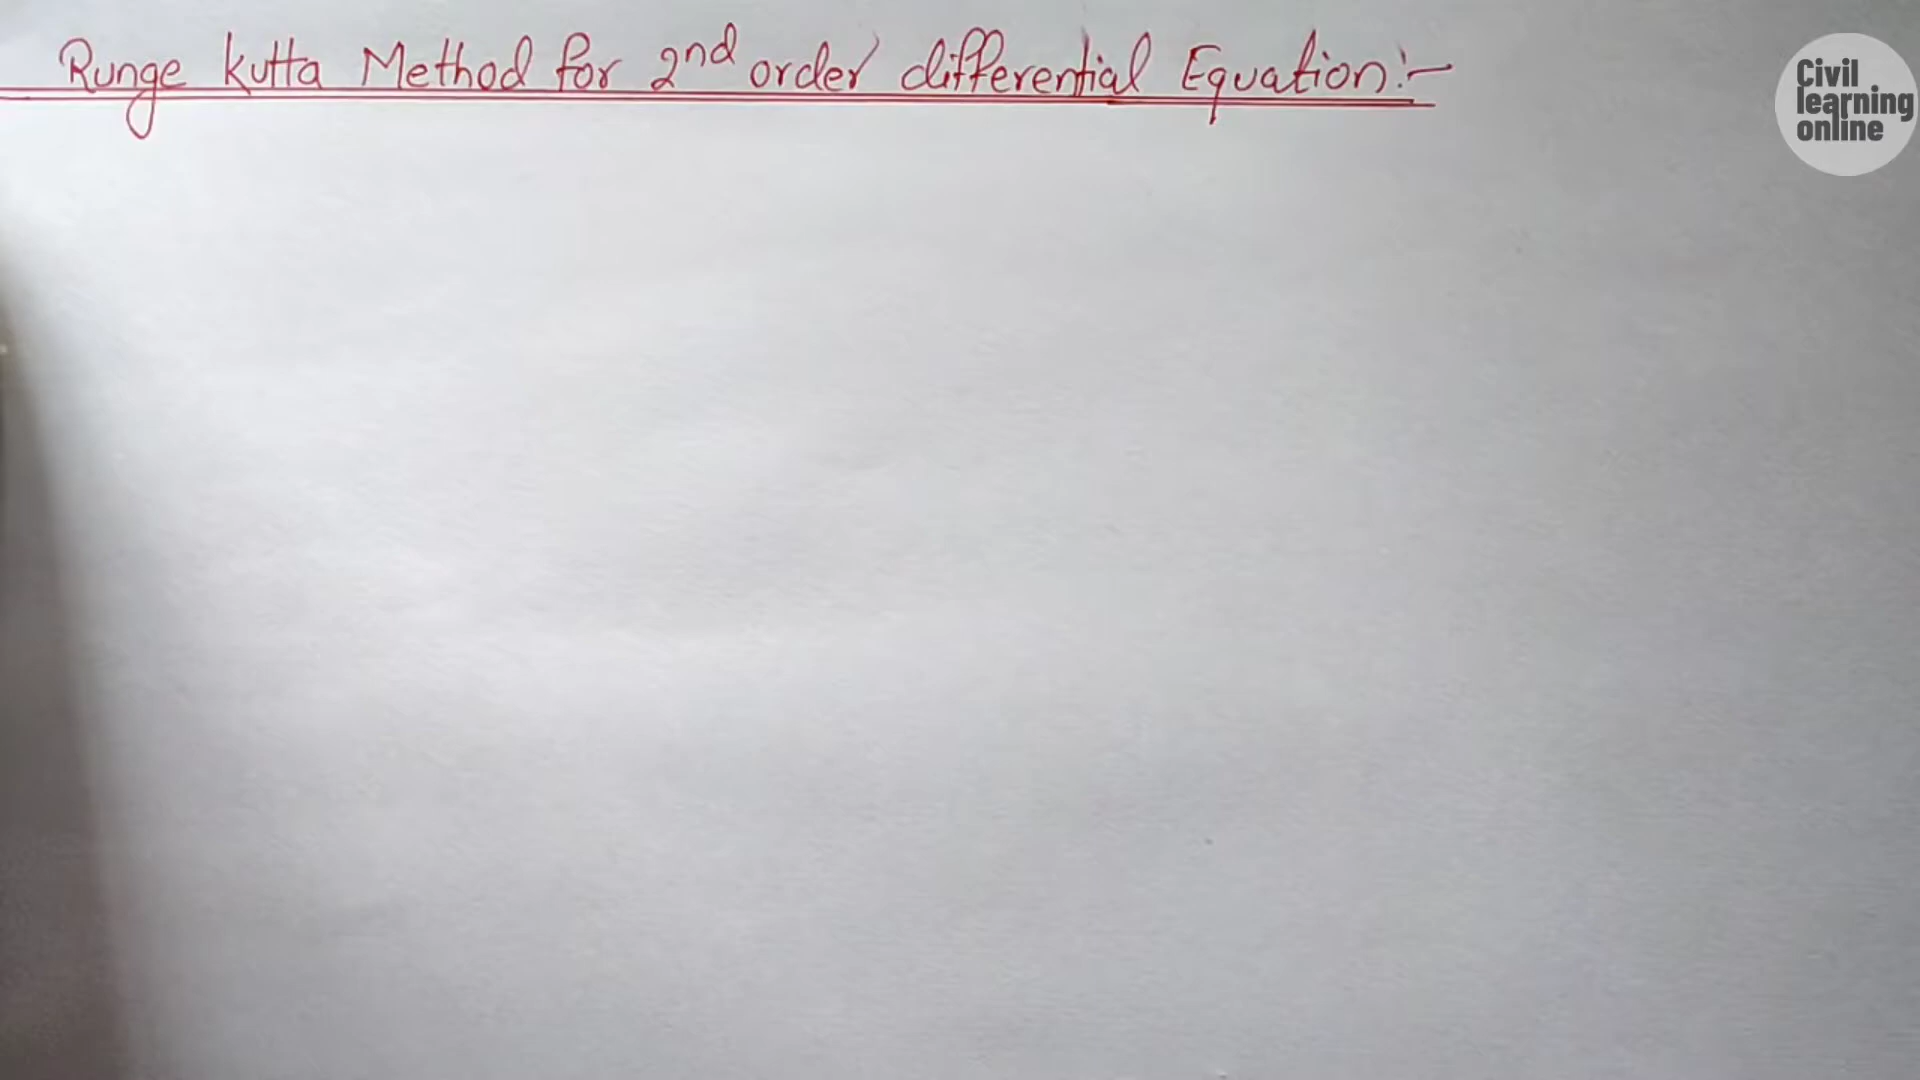 Runge kutta Method for 2nd order differential Equation:-
Civil
learning
online